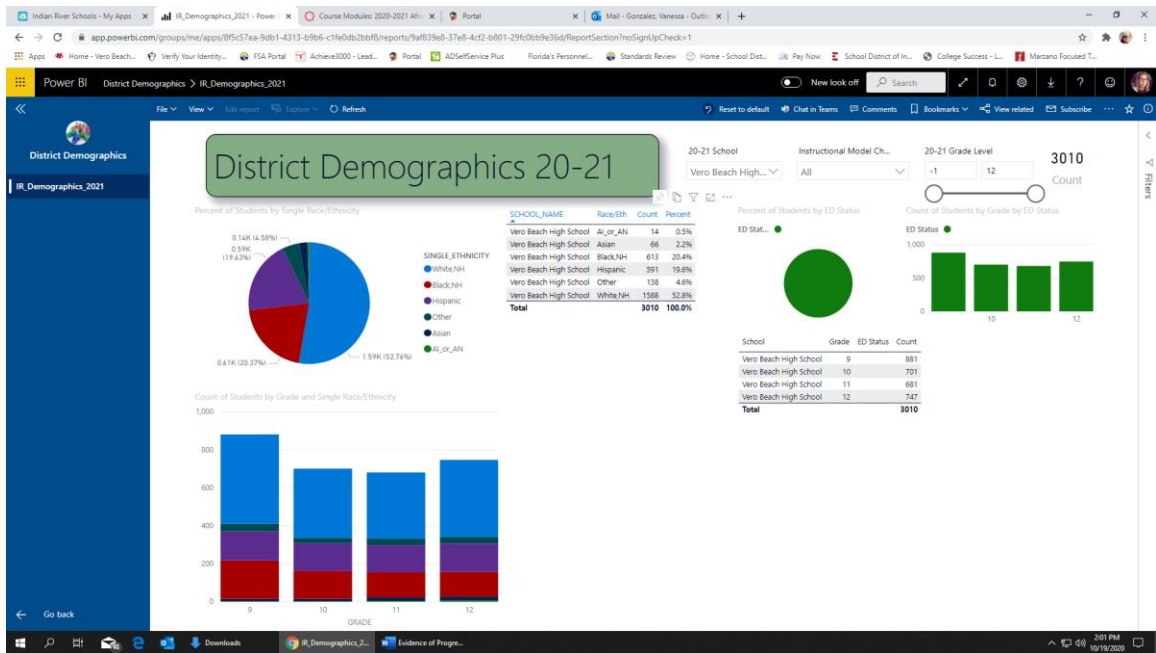 Indian River Schools - My Apps
IR_Demographics_2021 - Power
Course Modules: 2020-2021 Afri
Portal
Mail - Gonzalez, Vanessa - Outlo
app.powerbi.com/groups/me/apps/8f5c57ea-9db1-4313-b9b6-c1fe0db2bbf8/reports/9af839e8-37e8-4cf2-b801-29fc0bb9e36d/ReportSection?noSignUpCheck=1
Apps
Home - Vero Beach...
Verify Your Identity...
FSA Portal
Achieve3000 - Lead...
Portal
ADSelfService Plus
Florida's Personnel...
Standards Review
Home - School Dist...
Pay Now
School District of In...
College Success - L...
Marzano Focused T...
Power BI District Demographics > IR_Demographics_2021
New look off
Search
File View Edit report Explore Refresh
Reset to default Chat in Teams Comments Bookmarks View related Subscribe ...
District Demographics
IR_Demographics_2021
Go back
District Demographics 20-21
20-21 School
Vero Beach High...
Instructional Model Ch...
All
20-21 Grade Level
-1 12
3010
Count
Filters
Percent of Students by Single Race/Ethnicity
0.14K (4.58%)
0.59K
(19.63%)
0.61K (20.37%)
1.59K (52.76%)
SINGLE_ETHNICITY
White,NH
Black,NH
Hispanic
Other
Asian
AI_or_AN
SCHOOL_NAME Race/Eth Count Percent
Vero Beach High School AI_or_AN 14 0.5%
Vero Beach High School Asian 66 2.2%
Vero Beach High School Black,NH 613 20.4%
Vero Beach High School Hispanic 591 19.6%
Vero Beach High School Other 138 4.6%
Vero Beach High School White,NH 1588 52.8%
Total 3010 100.0%
Percent of Students by ED Status
ED Stat...
Count of Students by Grade by ED Status
ED Status
1,000
500
0
10 12
School Grade ED Status Count
Vero Beach High School 9 881
Vero Beach High School 10 701
Vero Beach High School 11 681
Vero Beach High School 12 747
Total 3010
Count of Students by Grade and Single Race/Ethnicity
1,000
800
600
400
200
0
9 10 11 12
GRADE
Downloads
IR_Demographics_2...
Evidence of Progre...
2:01 PM
10/19/2020